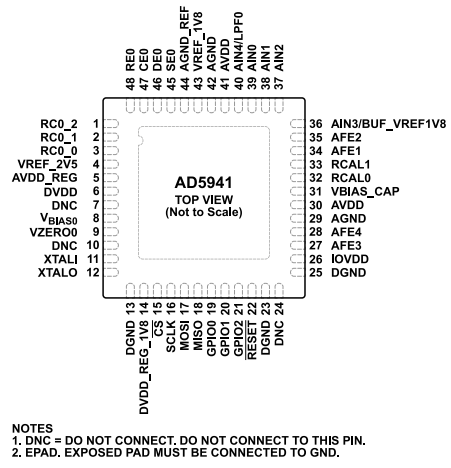 48 RE0
47 CE0
46 DE0
45 SE0
44 AGND_REF
43 VREF_1V8
42 AGND
41 AVDD
40 AIN4/LPF0
39 AIN0
38 AIN1
37 AIN2
RC0_2 1
RC0_1 2
RC0_0 3
VREF_2V5 4
AVDD_REG 5
DVDD 6
DNC 7
VBIAS0 8
VZERO0 9
DNC 10
XTALI 11
XTALO 12
AD5941
TOP VIEW
(Not to Scale)
36 AIN3/BUF_VREF1V8
35 AFE2
34 AFE1
33 RCAL1
32 RCAL0
31 VBIAS_CAP
30 AVDD
29 AGND
28 AFE4
27 AFE3
26 IOVDD
25 DGND
DGND 13
DVDD_REG_1V8 14
CS 15
SCLK 16
MOSI 17
MISO 18
GPIO0 19
GPIO1 20
GPIO2 21
RESET 22
DGND 23
DNC 24
NOTES
1. DNC = DO NOT CONNECT. DO NOT CONNECT TO THIS PIN.
2. EPAD. EXPOSED PAD MUST BE CONNECTED TO GND.